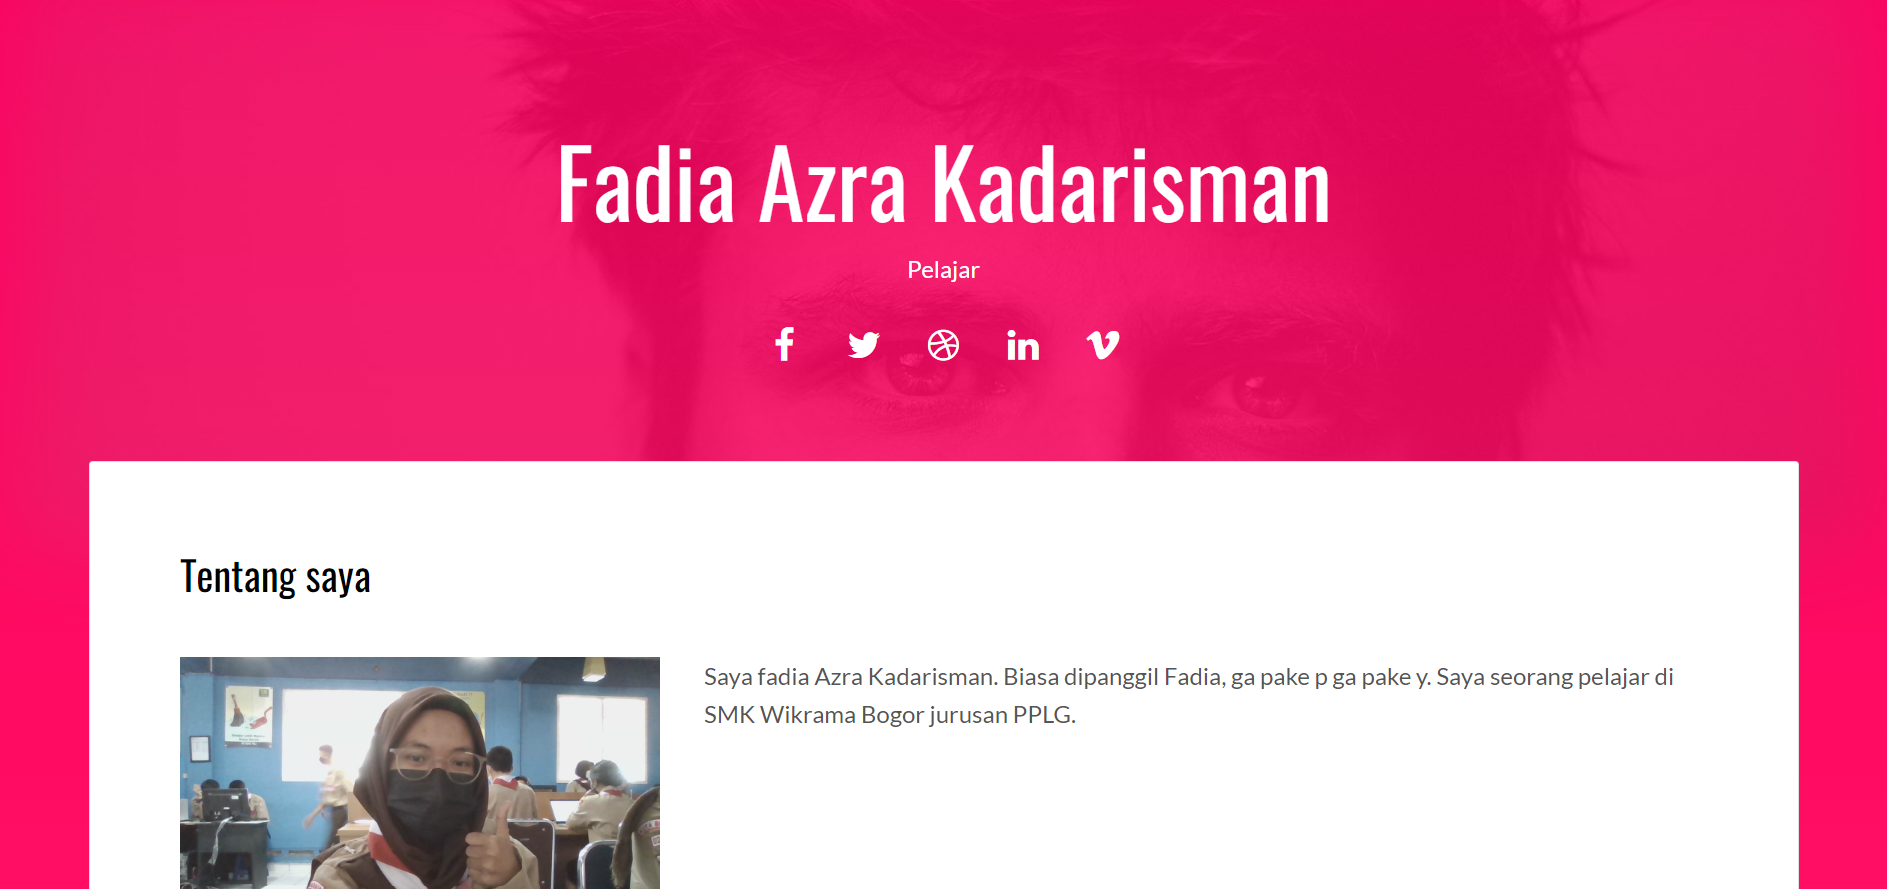 Fadia Azra Kadarisman
Pelajar
Tentang saya
Saya fadia Azra Kadarisman. Biasa dipanggil Fadia, ga pake p ga pake y. Saya seorang pelajar di
SMK Wikrama Bogor jurusan PPLG.